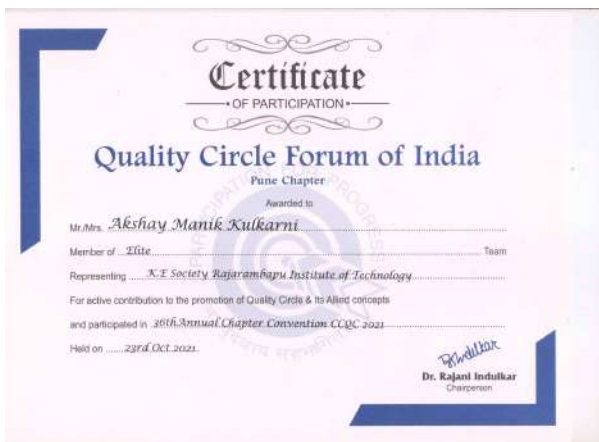 Certificate
OF PARTICIPATION
Quality Circle Forum of India
Pune Chapter
Awarded to
Mr./Mrs. Akshay Manik Kulkarni
Member of Elite Team
Representing K.E Society Rajarambapu Institute of Technology
For active contribution to the promotion of Quality Circle & Its Allied concepts
and participated in 36th Annual Chapter Convention CCQC 2021
Held on 23rd Oct 2021.
Dr. Rajani Indulkar
Chairperson
PARTICIPATION FOR PROGRESS